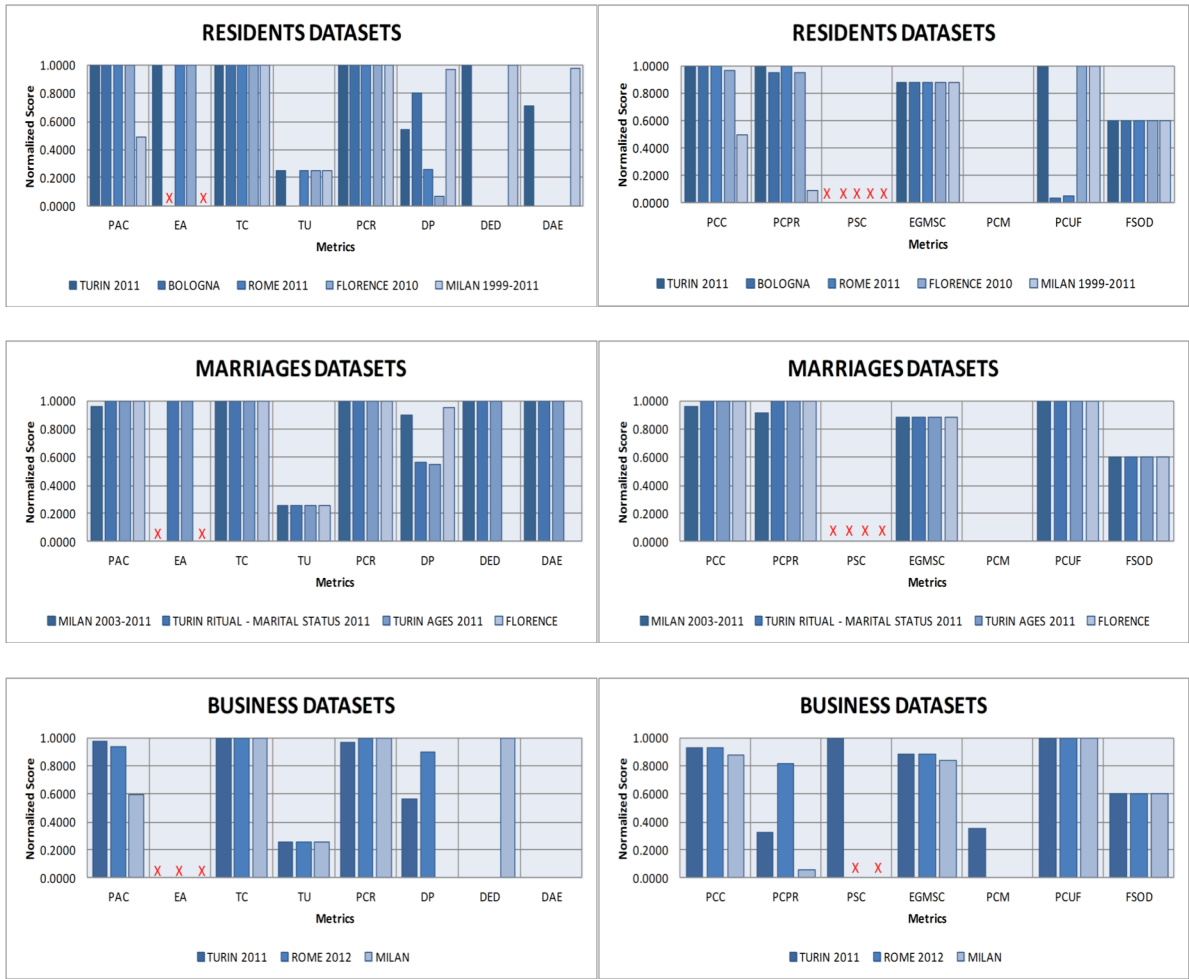 RESIDENTS DATASETS
Normalized Score
1.0000
0.8000
0.6000
0.4000
0.2000
0.0000
X X
PAC EA TC TU PCR DP DED DAE
Metrics
TURIN 2011 BOLOGNA ROME 2011 FLORENCE 2010 MILAN 1999-2011
RESIDENTS DATASETS
Normalized Score
1.0000
0.8000
0.6000
0.4000
0.2000
0.0000
X X X X X
PCC PCPR PSC EGMSC PCM PCUF FSOD
Metrics
TURIN 2011 BOLOGNA ROME 2011 FLORENCE 2010 MILAN 1999-2011
MARRIAGES DATASETS
Normalized Score
1.0000
0.8000
0.6000
0.4000
0.2000
0.0000
X X
PAC EA TC TU PCR DP DED DAE
Metrics
MILAN 2003-2011 TURIN RITUAL - MARITAL STATUS 2011 TURIN AGES 2011 FLORENCE
MARRIAGES DATASETS
Normalized Score
1.0000
0.8000
0.6000
0.4000
0.2000
0.0000
X X X X
PCC PCPR PSC EGMSC PCM PCUF FSOD
Metrics
MILAN 2003-2011 TURIN RITUAL - MARITAL STATUS 2011 TURIN AGES 2011 FLORENCE
BUSINESS DATASETS
Normalized Score
1.0000
0.8000
0.6000
0.4000
0.2000
0.0000
X X X
PAC EA TC TU PCR DP DED DAE
Metrics
TURIN 2011 ROME 2012 MILAN
BUSINESS DATASETS
Normalized Score
1.0000
0.8000
0.6000
0.4000
0.2000
0.0000
X X
PCC PCPR PSC EGMSC PCM PCUF FSOD
Metrics
TURIN 2011 ROME 2012 MILAN